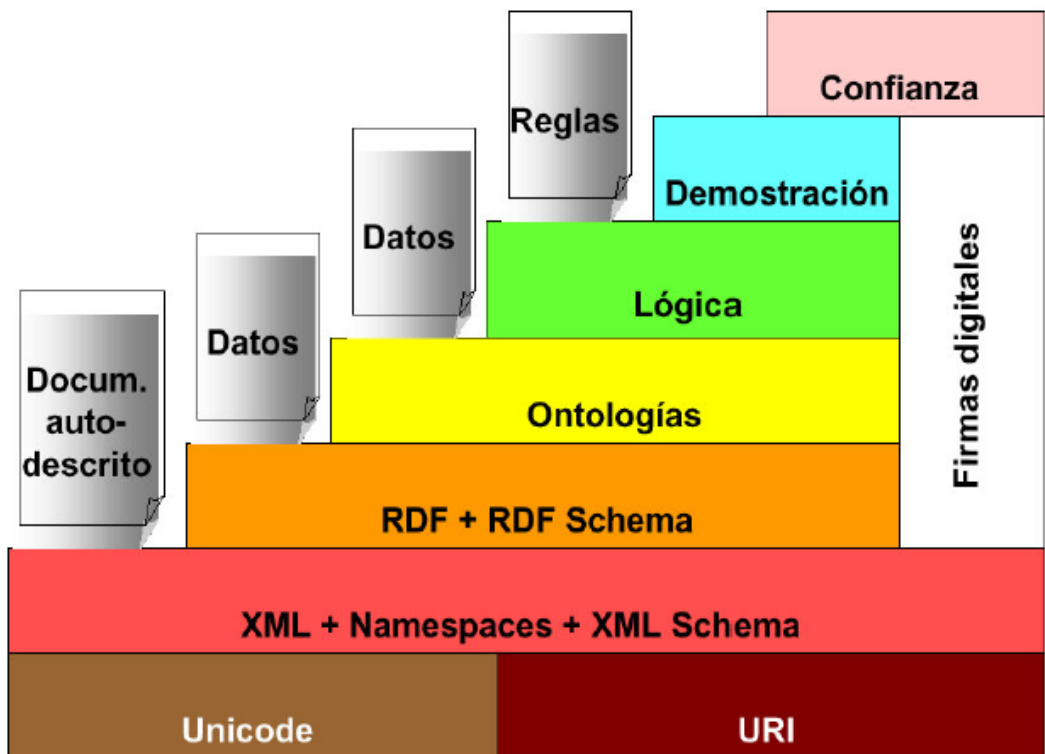 Confianza
Reglas
Demostración
Datos
Lógica
Firmas digitales
Datos
Ontologías
Docum.
auto-
descrito
RDF + RDF Schema
XML + Namespaces + XML Schema
Unicode
URI